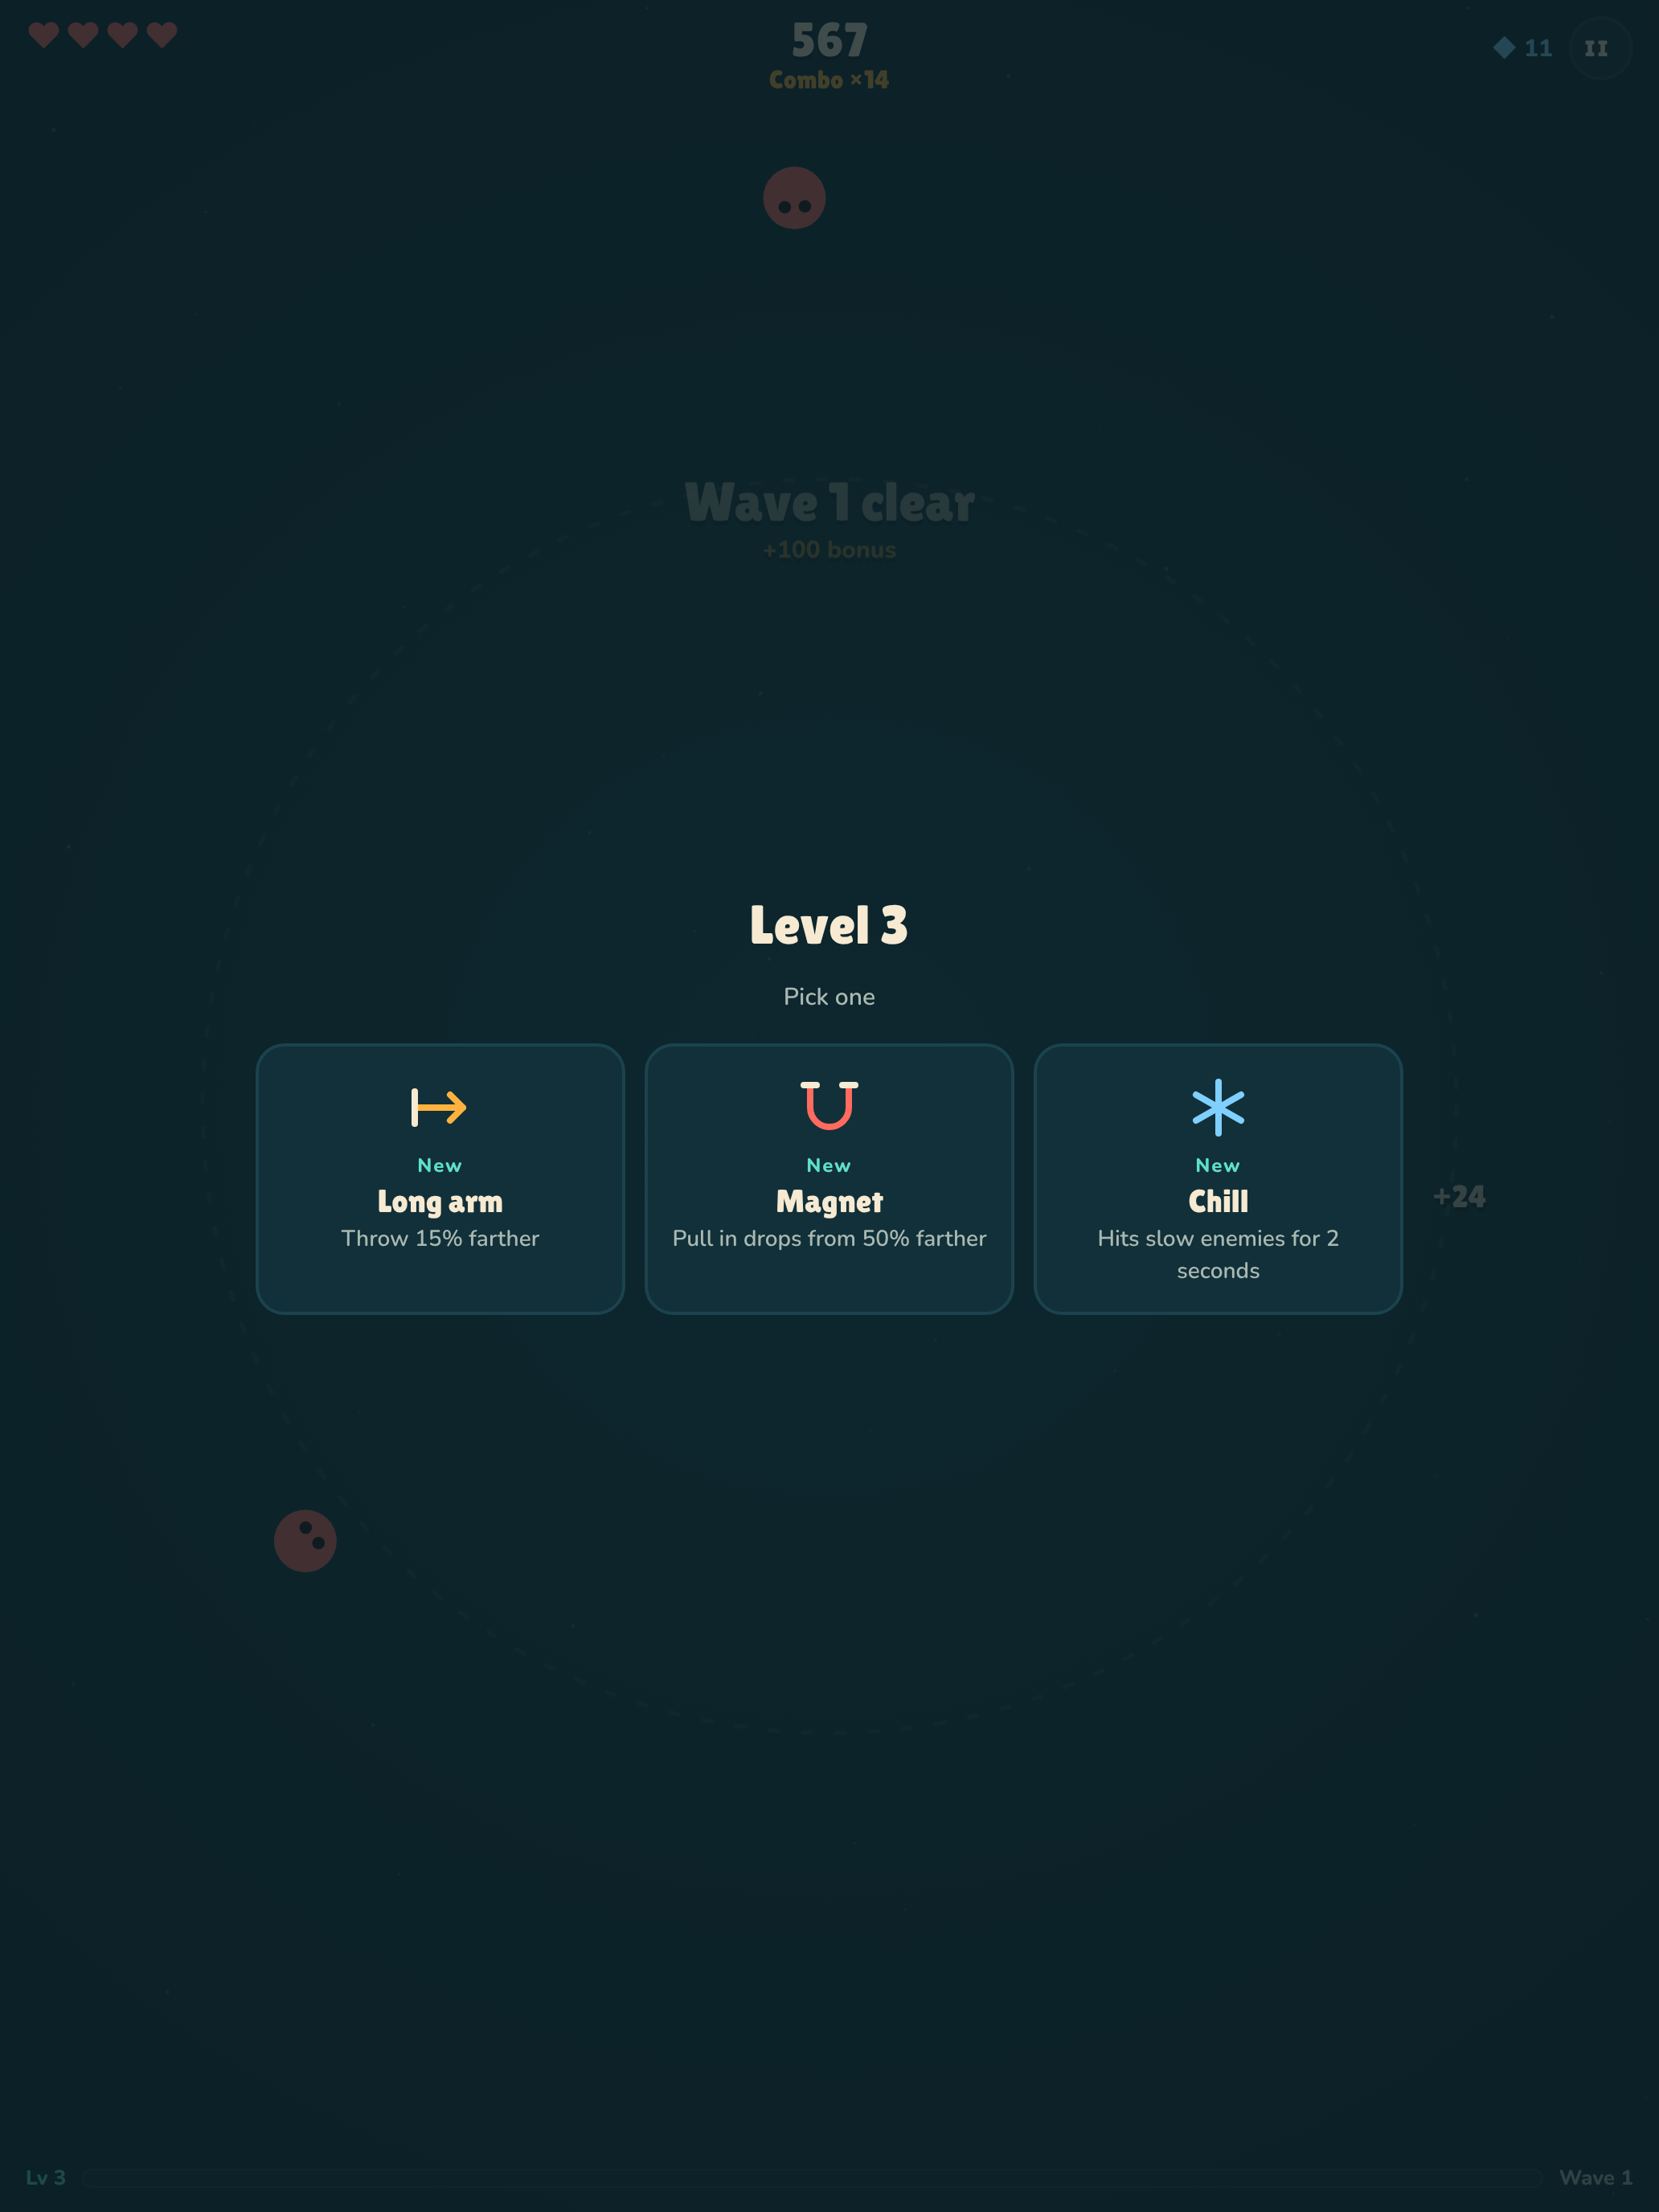 567
Combo ×14
11
Wave 1 clear
+100 bonus
Level 3
Pick one
New
Long arm
Throw 15% farther
New
Magnet
Pull in drops from 50% farther
New
Chill
Hits slow enemies for 2
seconds
+24
Lv 3
Wave 1